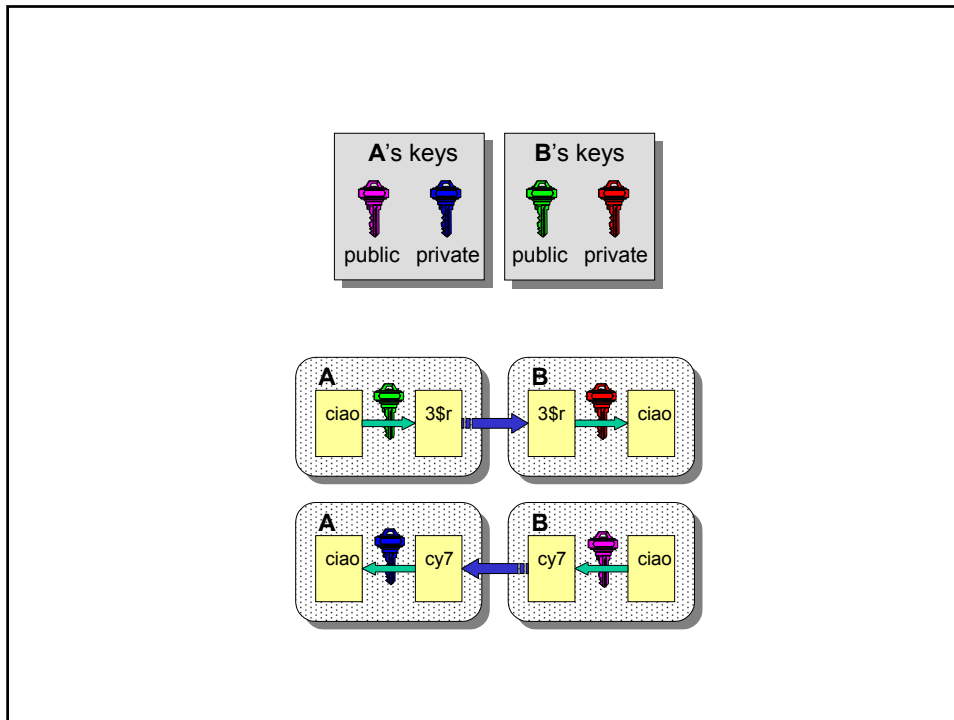 A's keys
public private
B's keys
public private
A
ciao 3$r
B
3$r ciao
A
ciao cy7
B
cy7 ciao